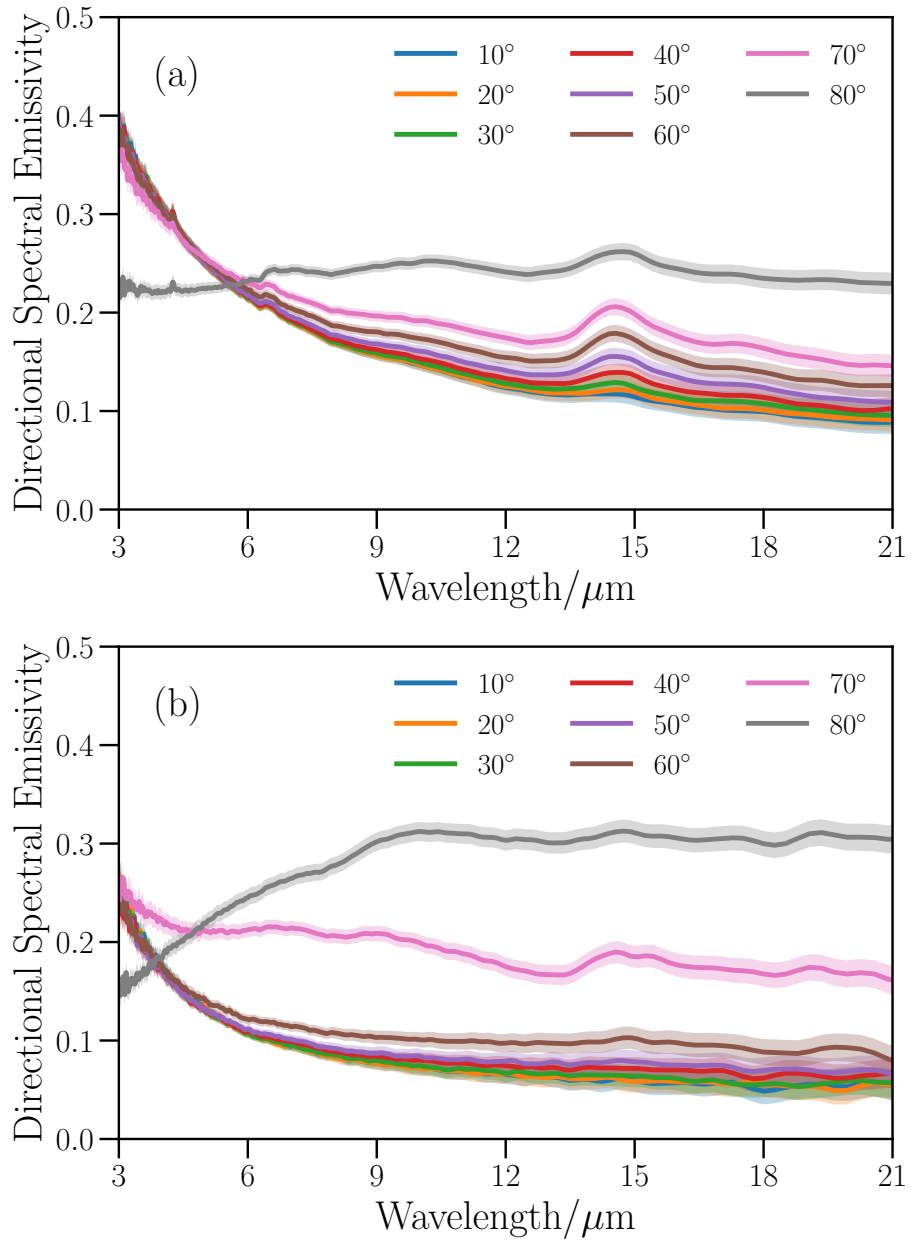 0.5
0.4
0.3
0.2
0.1
0.0
Directional Spectral Emissivity
(a)
10° 40° 70°
20° 50° 80°
30° 60°
3 6 9 12 15 18 21
Wavelength/μm
0.5
0.4
0.3
0.2
0.1
0.0
Directional Spectral Emissivity
(b)
10° 40° 70°
20° 50° 80°
30° 60°
3 6 9 12 15 18 21
Wavelength/μm